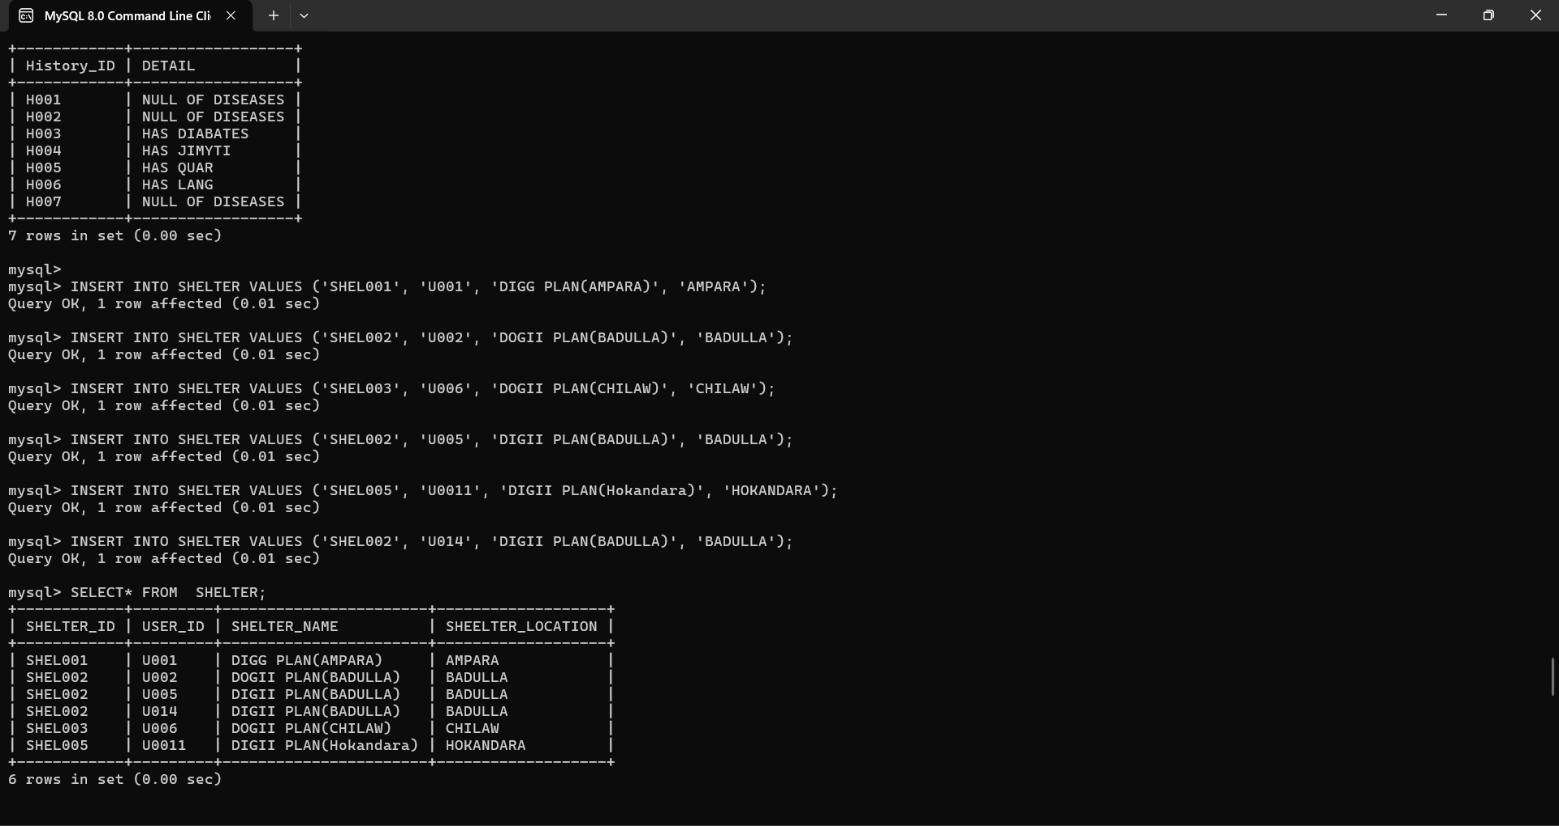 MySQL 8.0 Command Line Cli
+------------+------------------+
| History_ID | DETAIL           |
+------------+------------------+
| H001       | NULL OF DISEASES |
| H002       | NULL OF DISEASES |
| H003       | HAS DIABATES     |
| H004       | HAS JIMYTI       |
| H005       | HAS QUAR         |
| H006       | HAS LANG         |
| H007       | NULL OF DISEASES |
+------------+------------------+
7 rows in set (0.00 sec)
mysql>
mysql> INSERT INTO SHELTER VALUES ('SHEL001', 'U001', 'DIGG PLAN(AMPARA)', 'AMPARA');
Query OK, 1 row affected (0.01 sec)
mysql> INSERT INTO SHELTER VALUES ('SHEL002', 'U002', 'DOGII PLAN(BADULLA)', 'BADULLA');
Query OK, 1 row affected (0.01 sec)
mysql> INSERT INTO SHELTER VALUES ('SHEL003', 'U006', 'DOGII PLAN(CHILAW)', 'CHILAW');
Query OK, 1 row affected (0.01 sec)
mysql> INSERT INTO SHELTER VALUES ('SHEL002', 'U005', 'DIGII PLAN(BADULLA)', 'BADULLA');
Query OK, 1 row affected (0.01 sec)
mysql> INSERT INTO SHELTER VALUES ('SHEL005', 'U0011', 'DIGII PLAN(Hokandara)', 'HOKANDARA');
Query OK, 1 row affected (0.01 sec)
mysql> INSERT INTO SHELTER VALUES ('SHEL002', 'U014', 'DIGII PLAN(BADULLA)', 'BADULLA');
Query OK, 1 row affected (0.01 sec)
mysql> SELECT* FROM  SHELTER;
+------------+---------+-----------------------+-------------------+
| SHELTER_ID | USER_ID | SHELTER_NAME          | SHEELTER_LOCATION |
+------------+---------+-----------------------+-------------------+
| SHEL001    | U001    | DIGG PLAN(AMPARA)     | AMPARA            |
| SHEL002    | U002    | DOGII PLAN(BADULLA)   | BADULLA           |
| SHEL002    | U005    | DIGII PLAN(BADULLA)   | BADULLA           |
| SHEL002    | U014    | DIGII PLAN(BADULLA)   | BADULLA           |
| SHEL003    | U006    | DOGII PLAN(CHILAW)    | CHILAW            |
| SHEL005    | U0011   | DIGII PLAN(Hokandara) | HOKANDARA         |
+------------+---------+-----------------------+-------------------+
6 rows in set (0.00 sec)